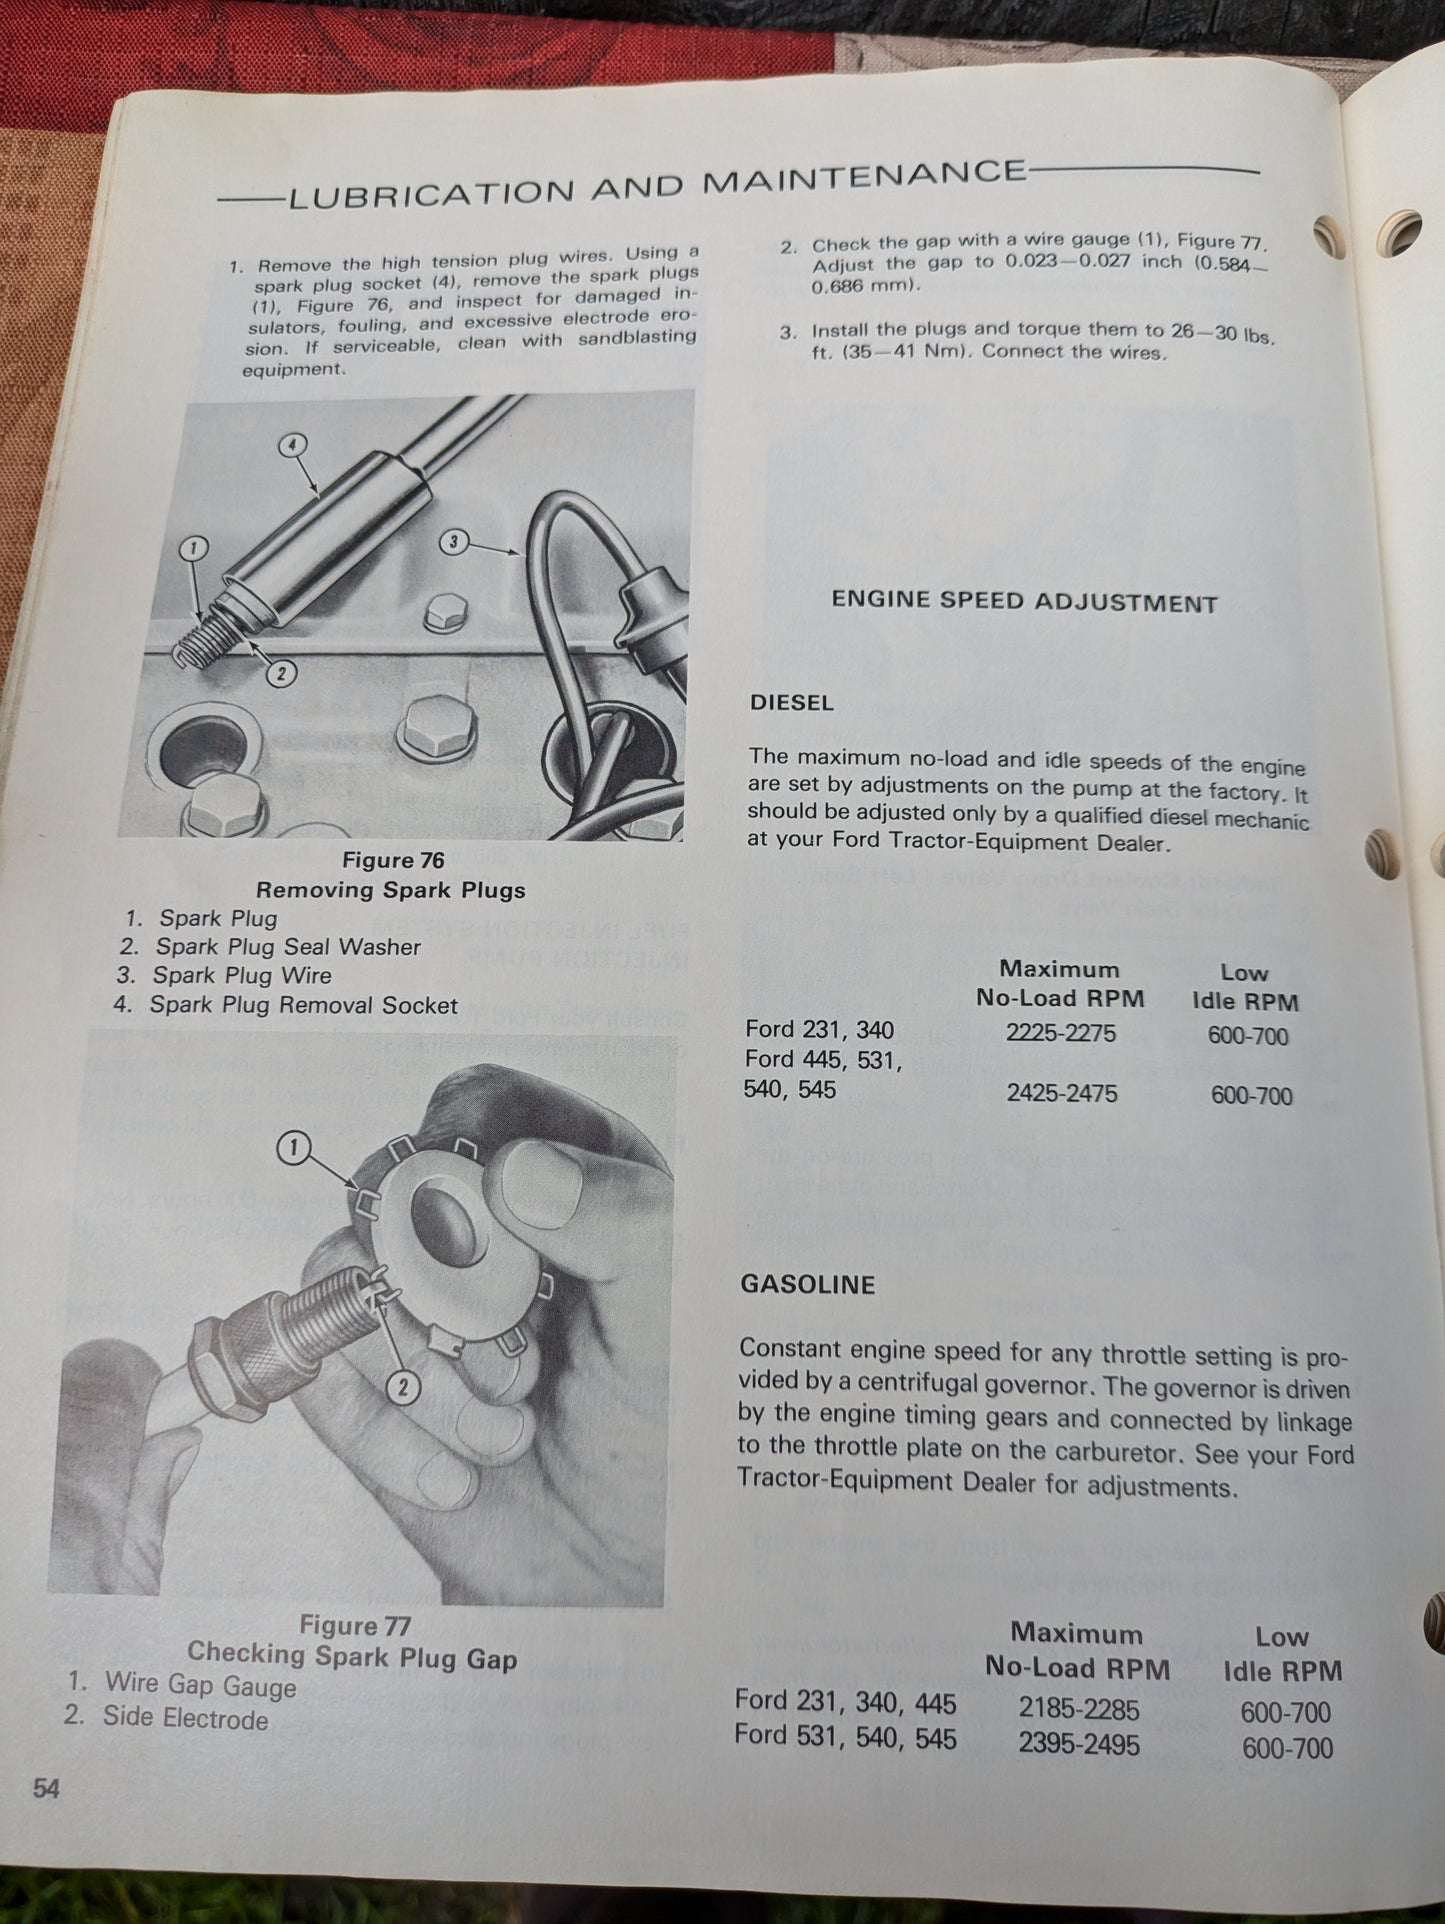 LUBRICATION AND MAINTENANCE
1. Remove the high tension plug wires. Using a
spark plug socket (4), remove the spark plugs
(1), Figure 76, and inspect for damaged in-
sulators, fouling, and excessive electrode ero-
sion. If serviceable, clean with sandblasting
equipment.
4
1
3
2
Figure 76
Removing Spark Plugs
1. Spark Plug
2. Spark Plug Seal Washer
3. Spark Plug Wire
4. Spark Plug Removal Socket
1
2
Figure 77
Checking Spark Plug Gap
1. Wire Gap Gauge
2. Side Electrode
54
2. Check the gap with a wire gauge (1), Figure 77.
Adjust the gap to 0.023—0.027 inch (0.584—
0.686 mm).
3. Install the plugs and torque them to 26—30 lbs.
ft. (35—41 Nm). Connect the wires.
ENGINE SPEED ADJUSTMENT
DIESEL
The maximum no-load and idle speeds of the engine
are set by adjustments on the pump at the factory. It
should be adjusted only by a qualified diesel mechanic
at your Ford Tractor-Equipment Dealer.
Maximum Low
No-Load RPM Idle RPM
Ford 231, 340 2225-2275 600-700
Ford 445, 531,
540, 545 2425-2475 600-700
GASOLINE
Constant engine speed for any throttle setting is pro-
vided by a centrifugal governor. The governor is driven
by the engine timing gears and connected by linkage
to the throttle plate on the carburetor. See your Ford
Tractor-Equipment Dealer for adjustments.
Maximum Low
No-Load RPM Idle RPM
Ford 231, 340, 445 2185-2285 600-700
Ford 531, 540, 545 2395-2495 600-700